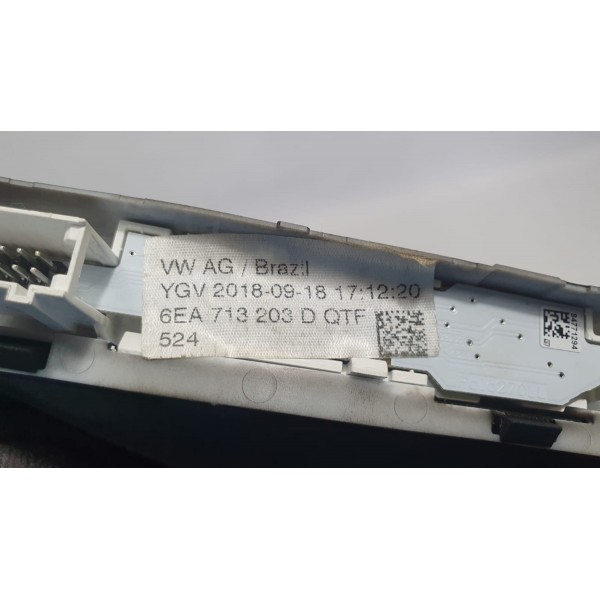 VW AG / Brazil
YGV 2018-09-18 17:12:20
6EA 713 203 D QTF
524